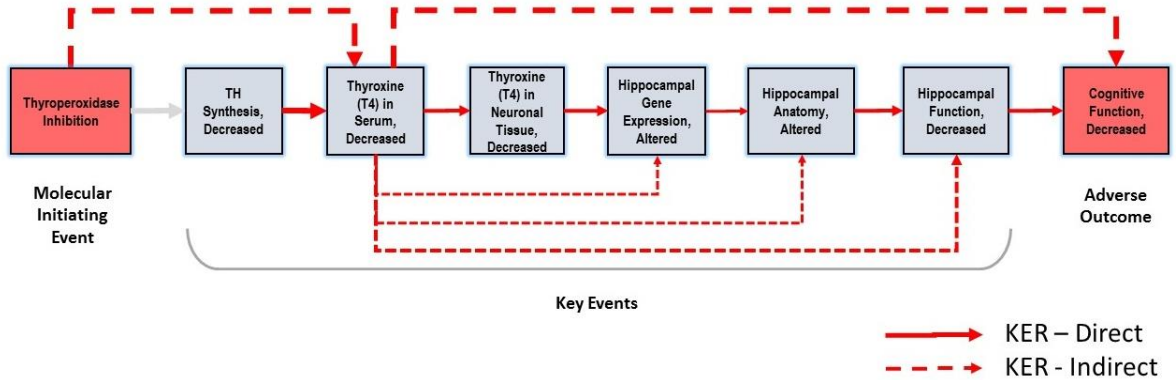 Thyroperoxidase
Inhibition
TH
Synthesis,
Decreased
Thyroxine
(T4) in
Serum,
Decreased
Thyroxine
(T4) in
Neuronal
Tissue,
Decreased
Hippocampal
Gene
Expression,
Altered
Hippocampal
Anatomy,
Altered
Hippocampal
Function,
Decreased
Cognitive
Function,
Decreased
Molecular
Initiating
Event
Adverse
Outcome
Key Events
KER – Direct
KER - Indirect